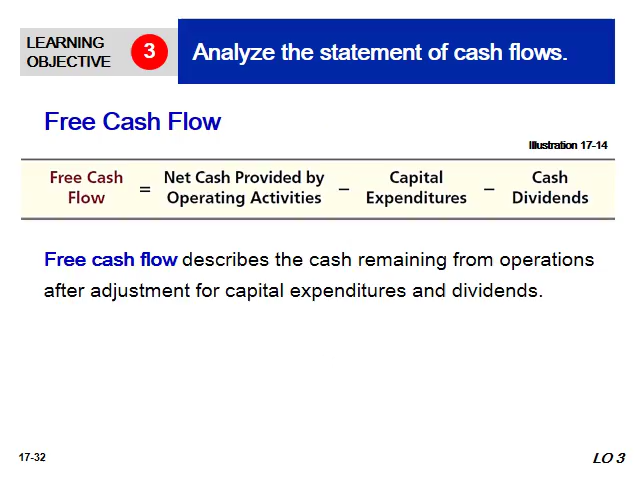 LEARNING
OBJECTIVE
3
Analyze the statement of cash flows.
Free Cash Flow
Illustration 17-14
Free Cash Flow = Net Cash Provided by Operating Activities − Capital Expenditures − Cash Dividends
Free cash flow describes the cash remaining from operations
after adjustment for capital expenditures and dividends.
17-32
LO 3